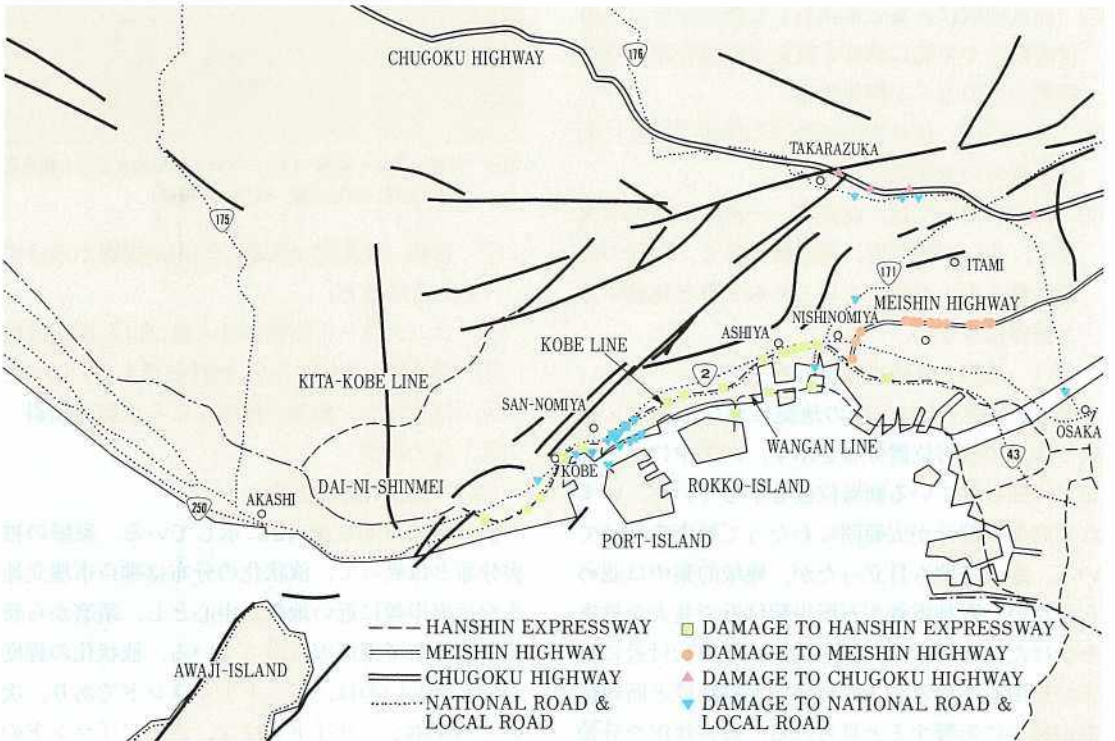 CHUGOKU HIGHWAY
176
TAKARAZUKA
175
171
ITAMI
MEISHIN HIGHWAY
NISHINOMIYA
ASHIYA
KOBE LINE
2
KITA-KOBE LINE
SAN-NOMIYA
OSAKA
WANGAN LINE
43
KOBE
DAI-NI-SHINMEI
ROKKO-ISLAND
250
AKASHI
PORT-ISLAND
AWAJI-ISLAND
HANSHIN EXPRESSWAY
MEISHIN HIGHWAY
CHUGOKU HIGHWAY
NATIONAL ROAD &
LOCAL ROAD
DAMAGE TO HANSHIN EXPRESSWAY
DAMAGE TO MEISHIN HIGHWAY
DAMAGE TO CHUGOKU HIGHWAY
DAMAGE TO NATIONAL ROAD &
LOCAL ROAD